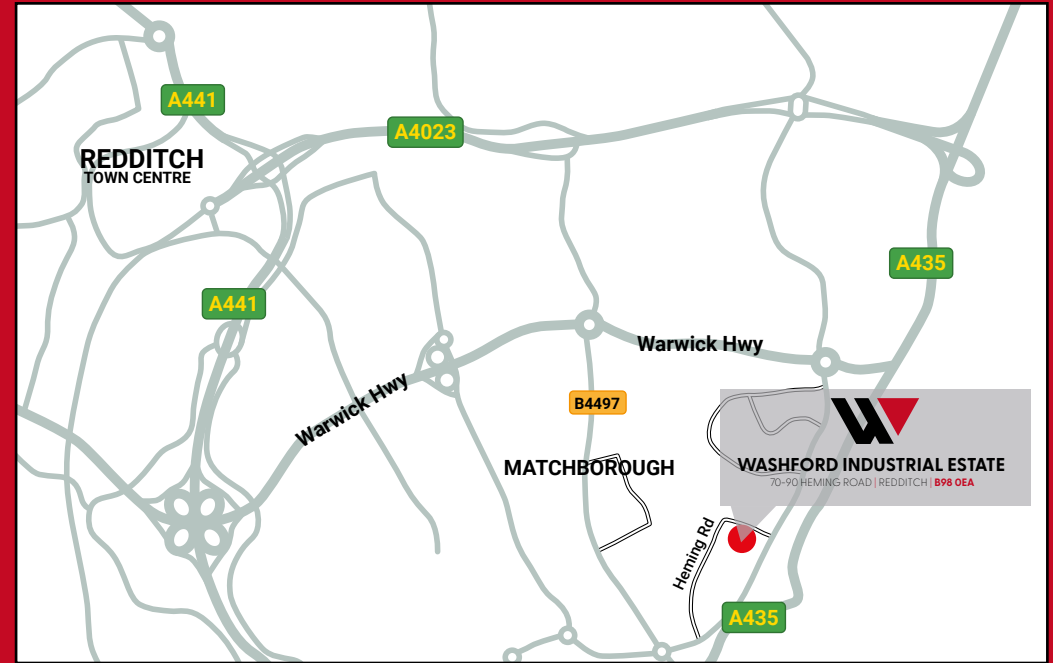 A441
A4023
REDDITCH
TOWN CENTRE
A435
A441
Warwick Hwy
Warwick Hwy
B4497
MATCHBOROUGH
W
WASHFORD INDUSTRIAL ESTATE
70-90 HEMING ROAD | REDDITCH | B98 0EA
Heming Rd
A435